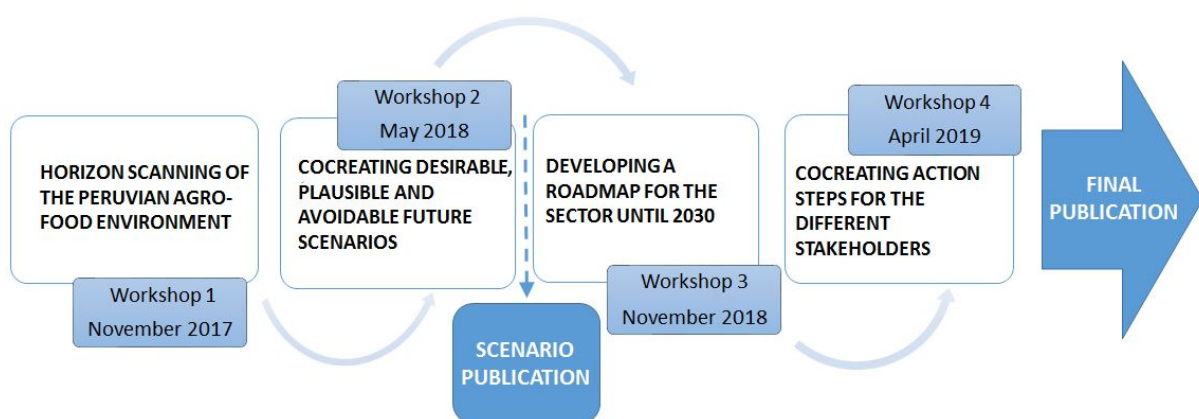 HORIZON SCANNING OF
THE PERUVIAN AGRO-
FOOD ENVIRONMENT
Workshop 1
November 2017
Workshop 2
May 2018
COCREATING DESIRABLE,
PLAUSIBLE AND
AVOIDABLE FUTURE
SCENARIOS
SCENARIO
PUBLICATION
DEVELOPING A
ROADMAP FOR THE
SECTOR UNTIL 2030
Workshop 3
November 2018
Workshop 4
April 2019
COCREATING ACTION
STEPS FOR THE
DIFFERENT
STAKEHOLDERS
FINAL
PUBLICATION